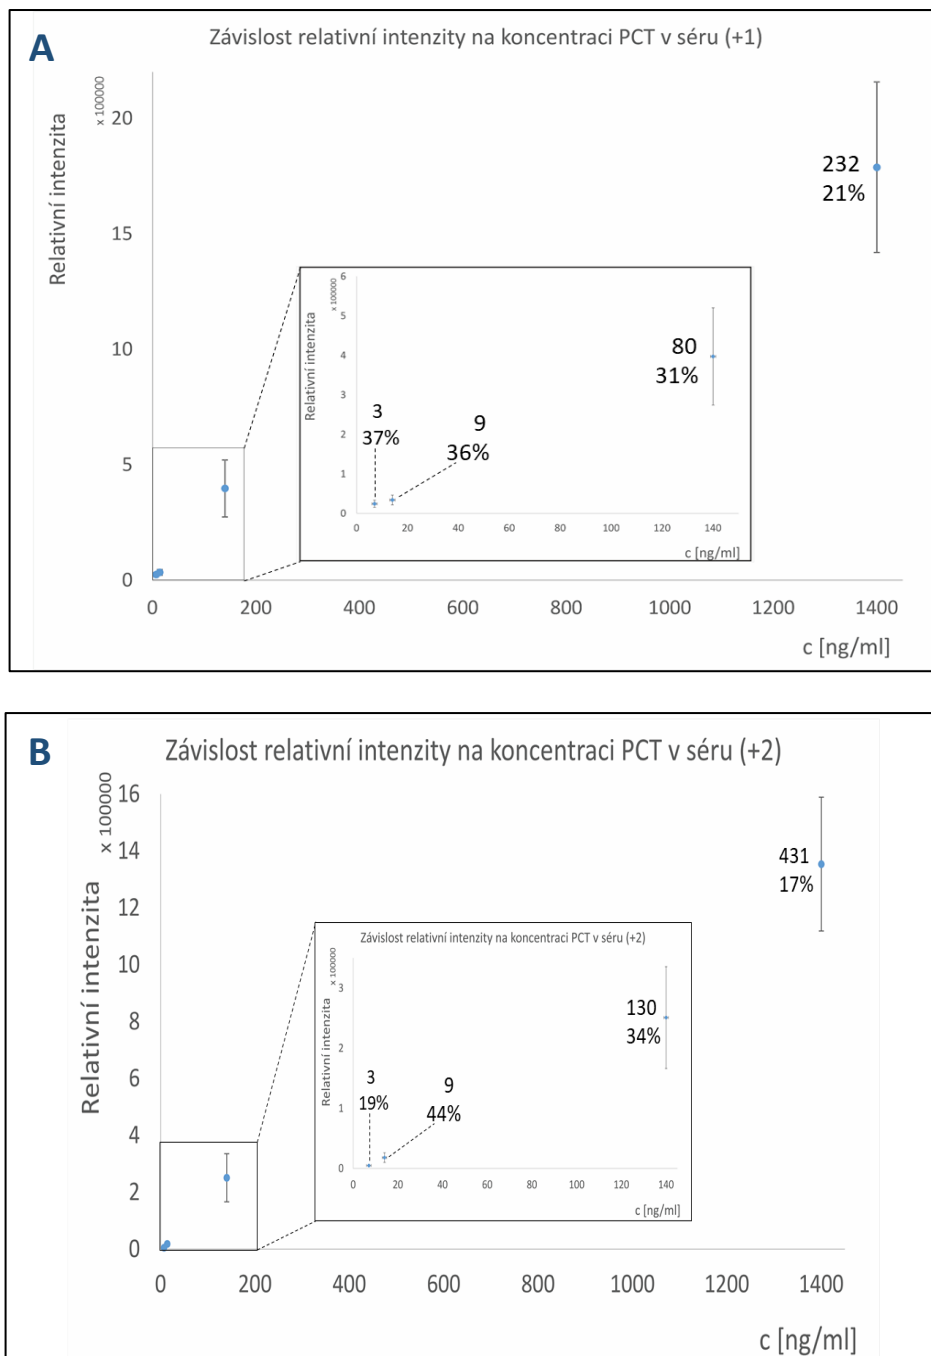 A
Závislost relativní intenzity na koncentraci PCT v séru (+1)
Relativní intenzita
x 100000
20
15
10
5
0
0 200 400 600 800 1000 1200 1400
c [ng/ml]
232
21%
Relativní intenzita
x 100000
6
5
4
3
2
1
0
0 20 40 60 80 100 120 140
c [ng/ml]
3
37%
9
36%
80
31%
B
Závislost relativní intenzity na koncentraci PCT v séru (+2)
Relativní intenzita
x 100000
16
14
12
10
8
6
4
2
0
0 200 400 600 800 1000 1200 1400
c [ng/ml]
431
17%
Závislost relativní intenzity na koncentraci PCT v séru (+2)
Relativní intenzita
x 100000
3
2
1
0
0 20 40 60 80 100 120 140
c [ng/ml]
3
19%
9
44%
130
34%